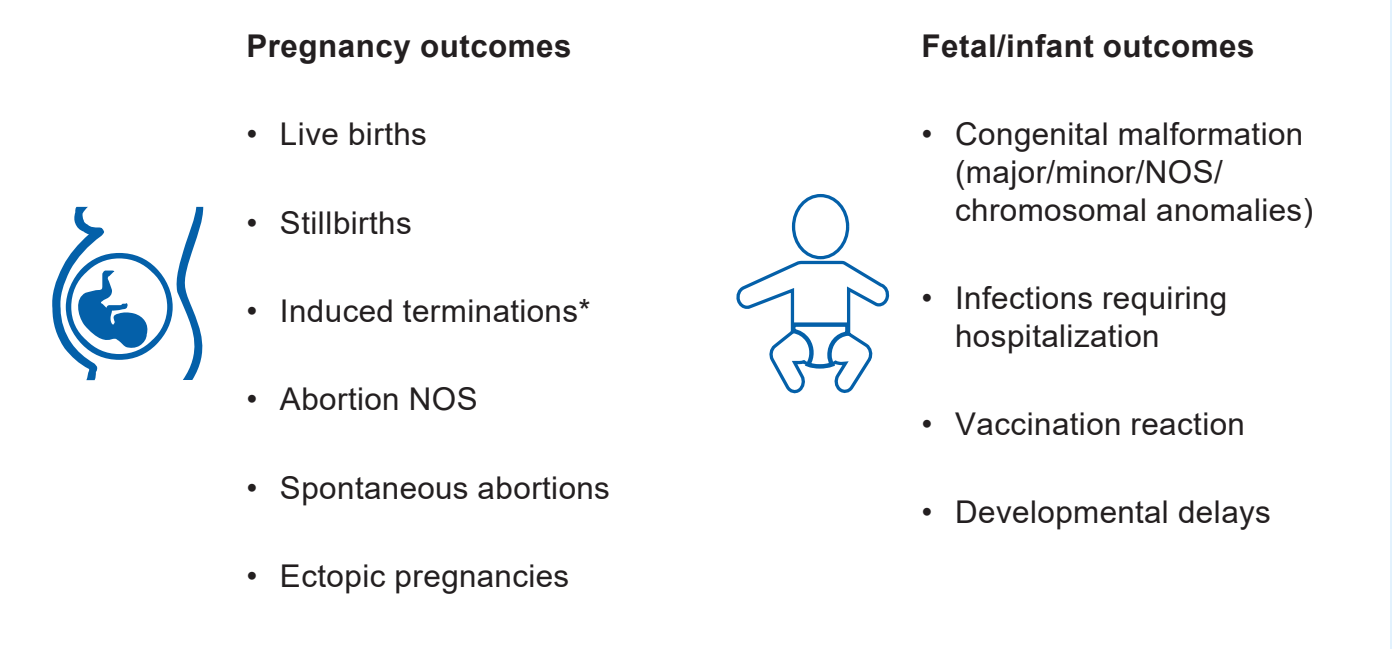 Pregnancy outcomes
• Live births
• Stillbirths
• Induced terminations*
• Abortion NOS
• Spontaneous abortions
• Ectopic pregnancies
Fetal/infant outcomes
• Congenital malformation
(major/minor/NOS/
chromosomal anomalies)
• Infections requiring
hospitalization
• Vaccination reaction
• Developmental delays